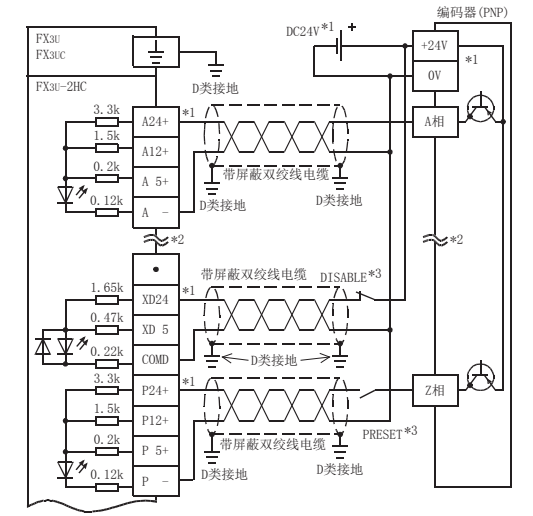 编码器(PNP)
FX3U
FX3UC
DC24V*1
+
+24V
*1
0V
D类接地
FX3U-2HC
3.3k
A24+
*1
A相
1.5k
A12+
0.2k
A 5+
带屏蔽双绞线电缆
0.12k
A -
D类接地
D类接地
*2
*2
带屏蔽双绞线电缆
DISABLE*3
1.65k
XD24
*1
0.47k
XD 5
0.22k
COMD
D类接地
3.3k
P24+
*1
Z相
1.5k
P12+
PRESET*3
0.2k
P 5+
带屏蔽双绞线电缆
0.12k
P -
D类接地
D类接地